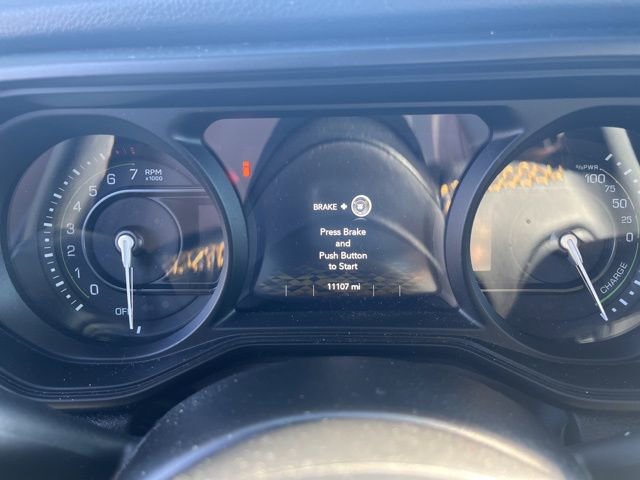 7
6
5
4
3
2
1
0
OFF
RPM
x1000
BRAKE +
Press Brake
and
Push Button
to Start
11107 mi
%PWR
100
75
50
25
0
CHARGE